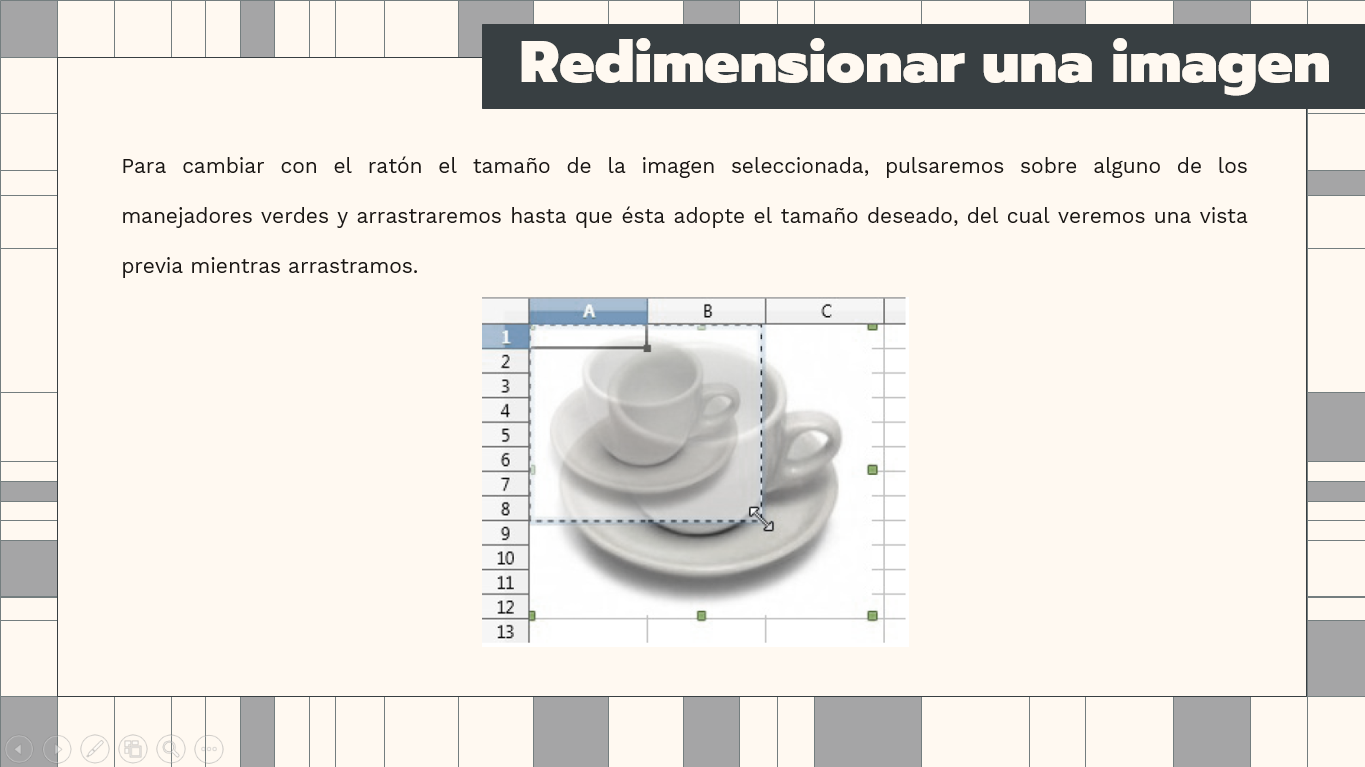 Redimensionar una imagen
Para cambiar con el ratón el tamaño de la imagen seleccionada, pulsaremos sobre alguno de los
manejadores verdes y arrastraremos hasta que ésta adopte el tamaño deseado, del cual veremos una vista
previa mientras arrastramos.
A B C
1
2
3
4
5
6
7
8
9
10
11
12
13